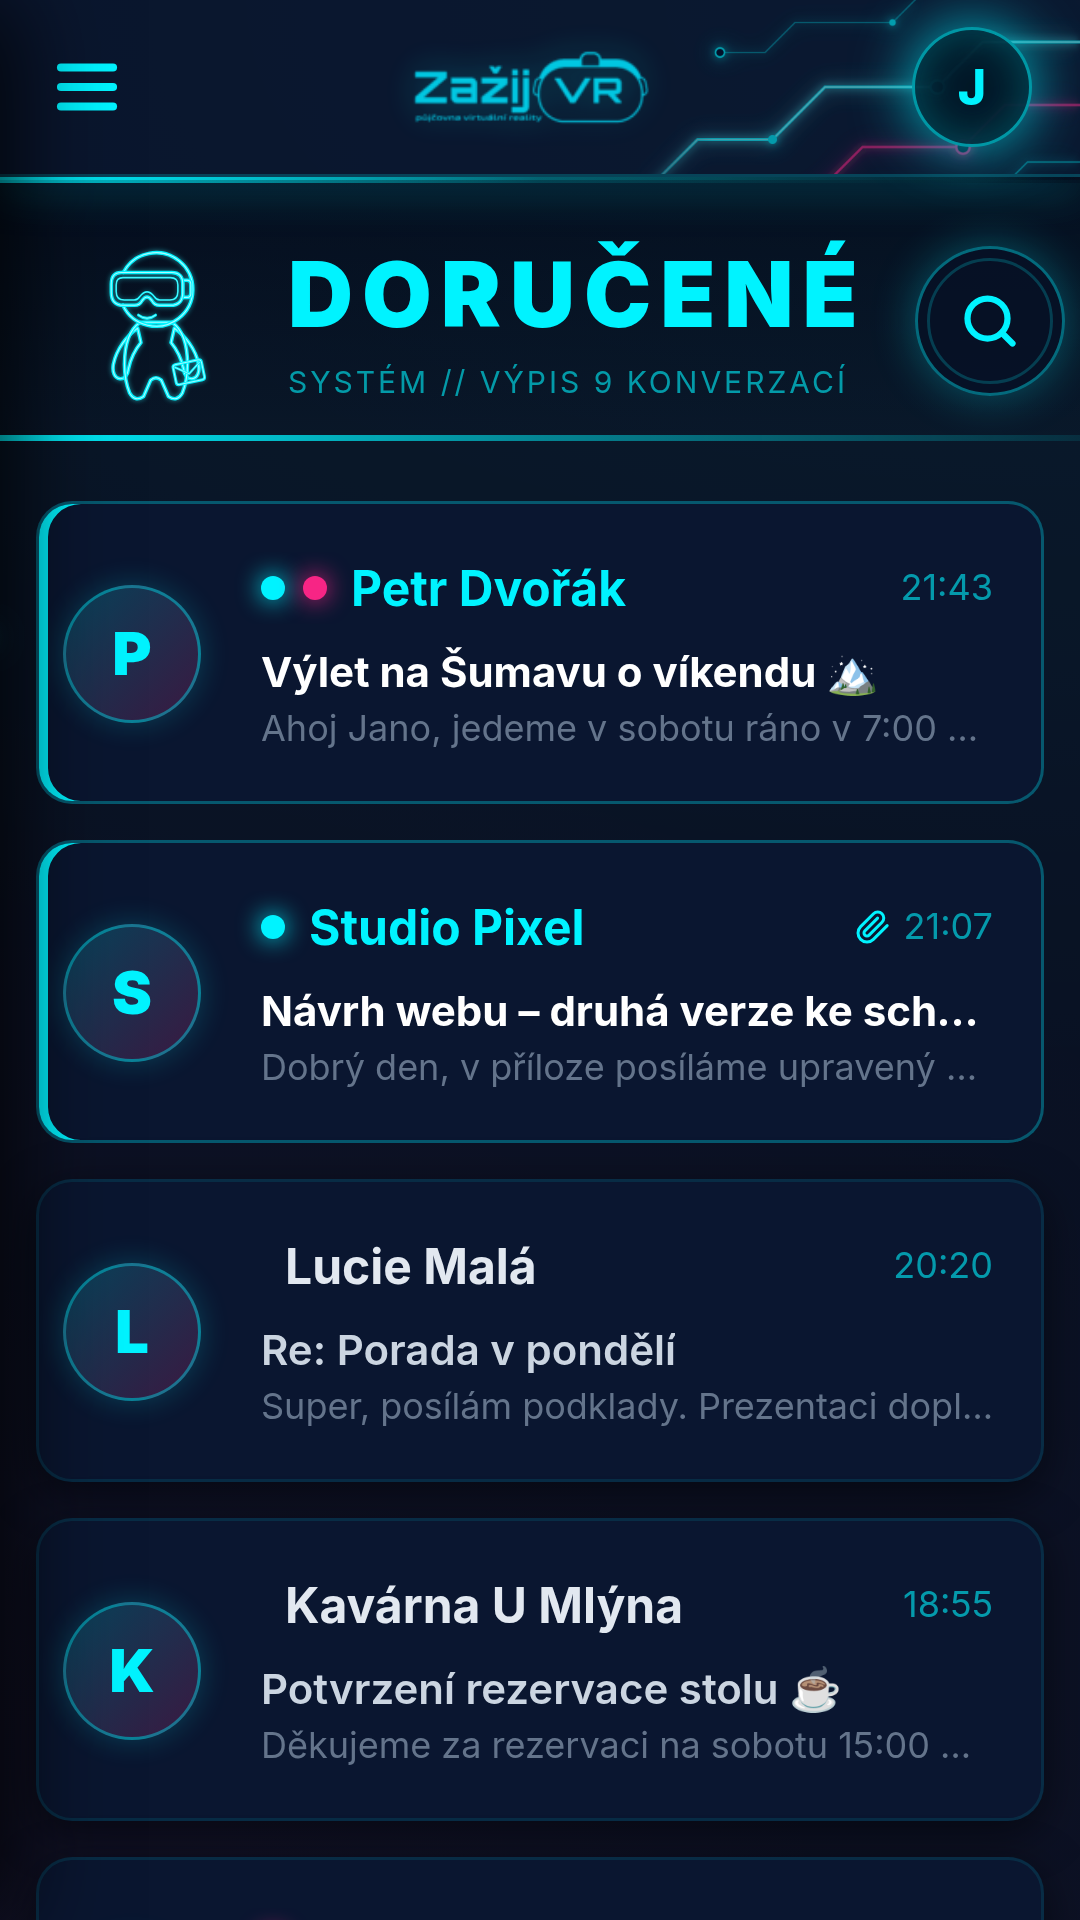 Zažij VR
půjčovna virtuální reality
J
DORUČENÉ
SYSTÉM // VÝPIS 9 KONVERZACÍ
P
Petr Dvořák
21:43
Výlet na Šumavu o víkendu 🏔️
Ahoj Jano, jedeme v sobotu ráno v 7:00 ...
S
Studio Pixel
21:07
Návrh webu – druhá verze ke sch...
Dobrý den, v příloze posíláme upravený ...
L
Lucie Malá
20:20
Re: Porada v pondělí
Super, posílám podklady. Prezentaci dopl...
K
Kavárna U Mlýna
18:55
Potvrzení rezervace stolu ☕
Děkujeme za rezervaci na sobotu 15:00 ...